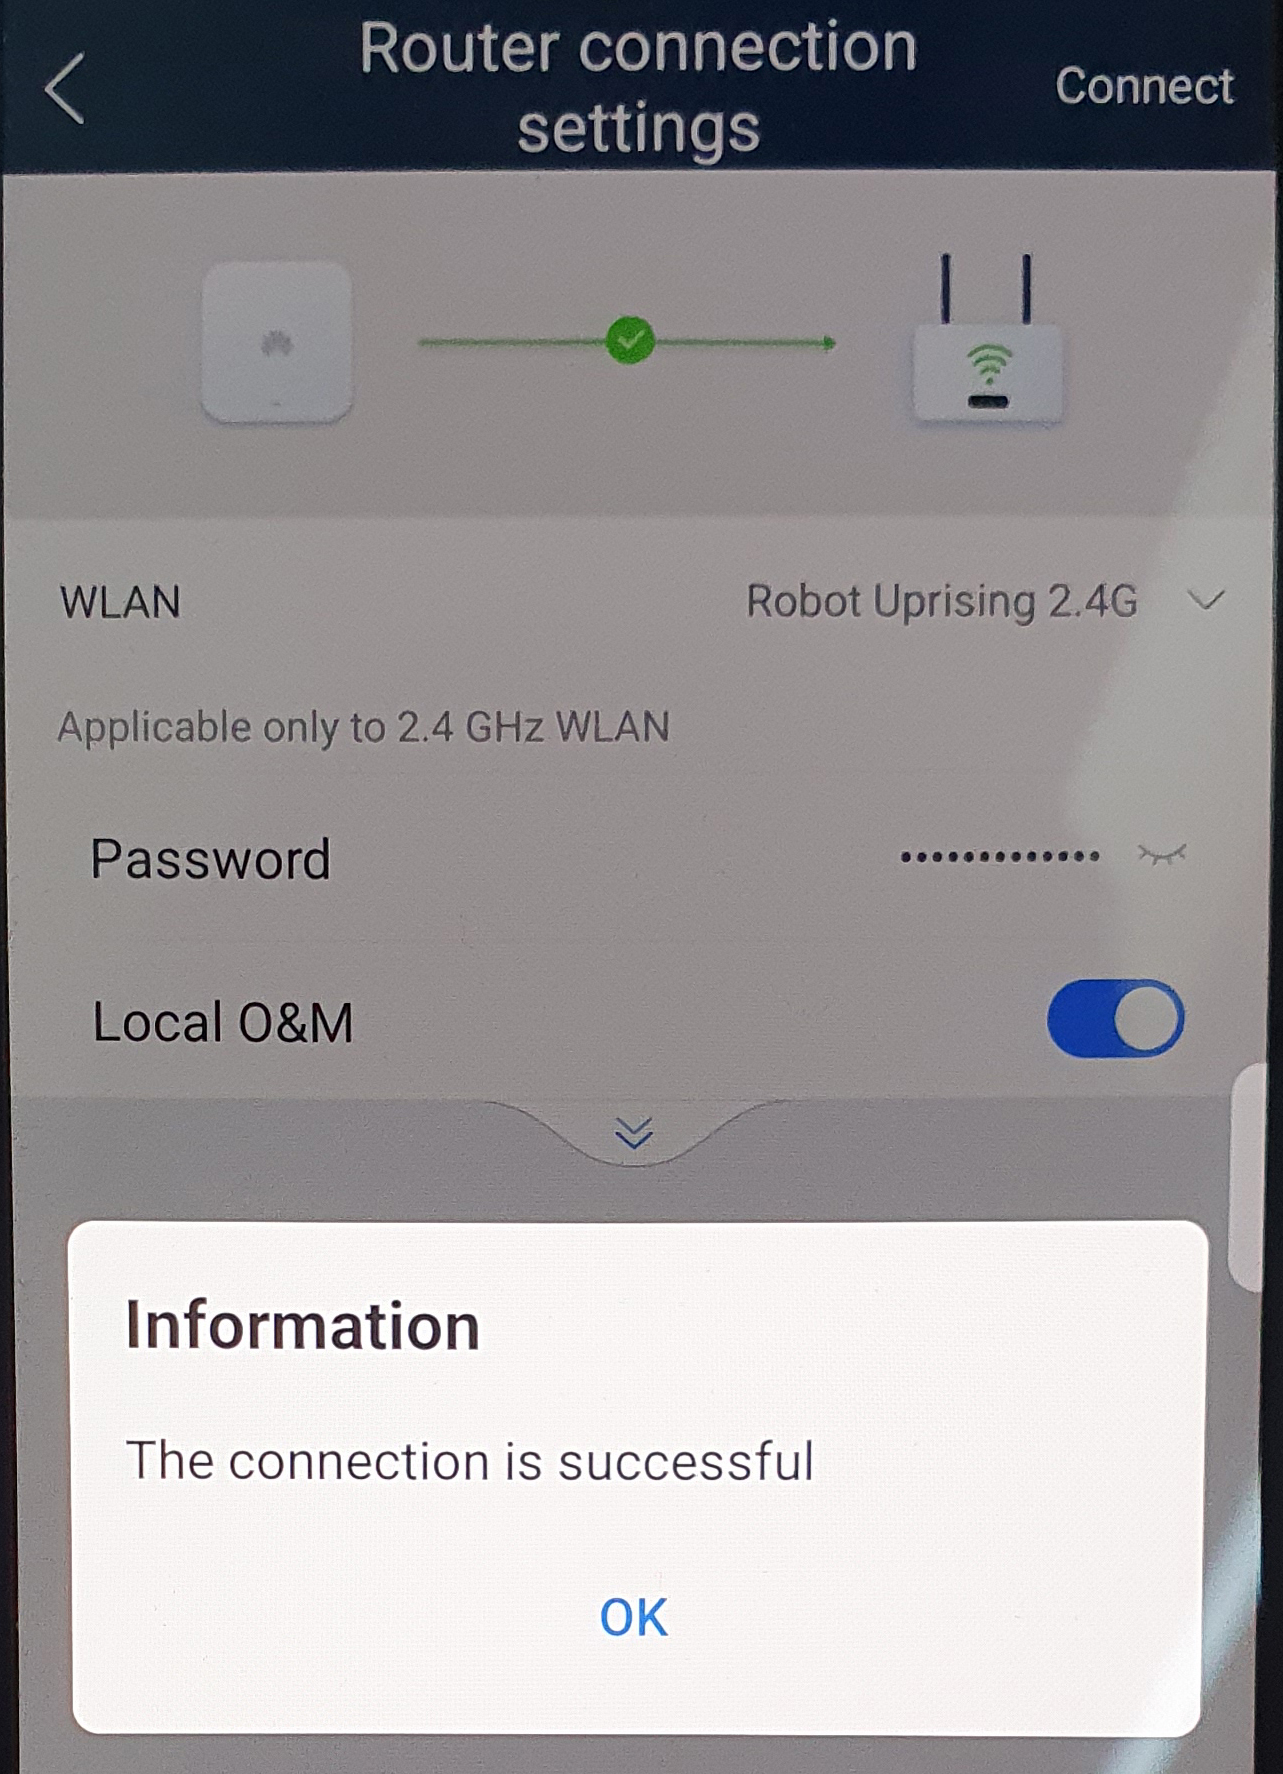 Router connection
settings
Connect
WLAN
Robot Uprising 2.4G
Applicable only to 2.4 GHz WLAN
Password
•••••••••••••
Local O&M
Information
The connection is successful
OK